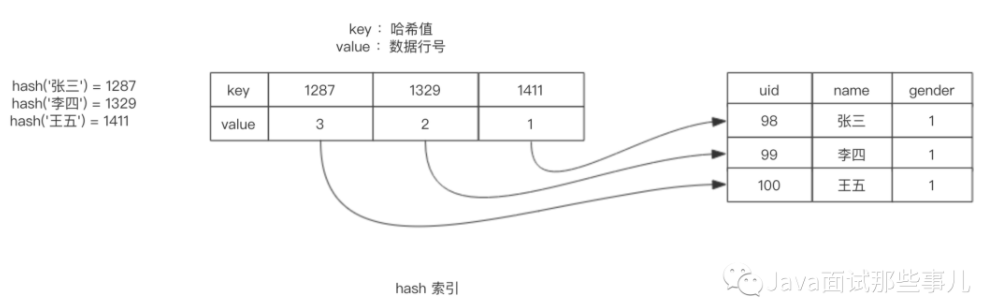 key： 哈希值
value： 数据行号
hash('张三') = 1287
hash('李四') = 1329
hash('王五') = 1411
key 1287 1329 1411
value 3 2 1
uid name gender
98 张三 1
99 李四 1
100 王五 1
hash 索引
Java面试那些事儿